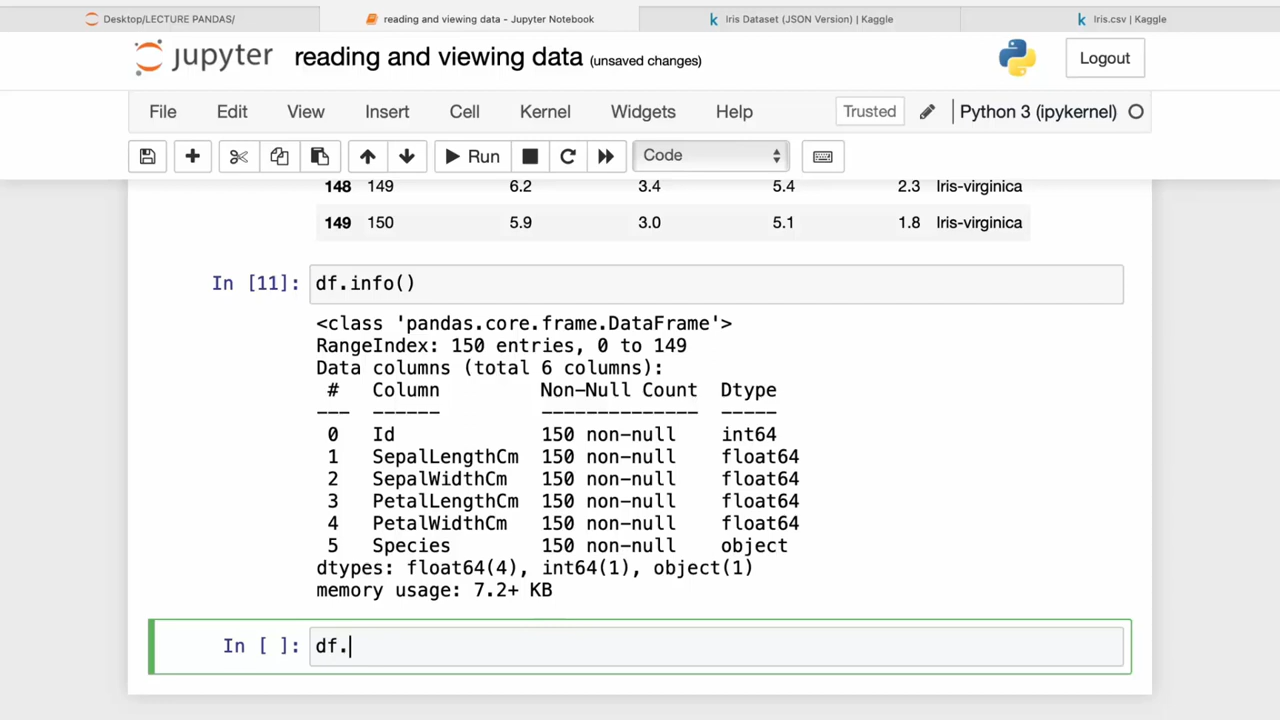 Desktop/LECTURE PANDAS/ reading and viewing data - Jupyter Notebook Iris Dataset (JSON Version) | Kaggle Iris.csv | Kaggle
jupyter reading and viewing data (unsaved changes) Logout
File Edit View Insert Cell Kernel Widgets Help Trusted Python 3 (ipykernel)
Run Code
148 149 6.2 3.4 5.4 2.3 Iris-virginica
149 150 5.9 3.0 5.1 1.8 Iris-virginica
In [11]: df.info()
<class 'pandas.core.frame.DataFrame'>
RangeIndex: 150 entries, 0 to 149
Data columns (total 6 columns):
# Column Non-Null Count Dtype
--- ------ -------------- -----
0 Id 150 non-null int64
1 SepalLengthCm 150 non-null float64
2 SepalWidthCm 150 non-null float64
3 PetalLengthCm 150 non-null float64
4 PetalWidthCm 150 non-null float64
5 Species 150 non-null object
dtypes: float64(4), int64(1), object(1)
memory usage: 7.2+ KB
In [ ]: df.